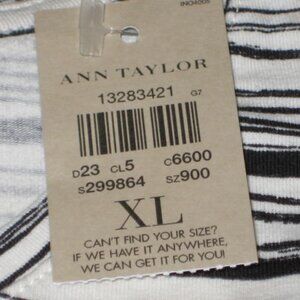 ANN TAYLOR
13283421 G7
D23 CL5 C6600
S299864 SZ900
XL
CAN'T FIND YOUR SIZE?
IF WE HAVE IT ANYWHERE,
WE CAN GET IT FOR YOU!